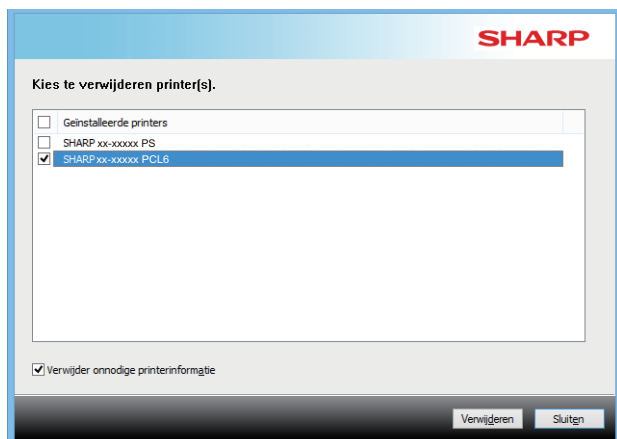 SHARP
Kies te verwijderen printer(s).
Geïnstalleerde printers
SHARP xx-xxxxx PS
SHARP xx-xxxxx PCL6
Verwijder onnodige printerinformatie
Verwijderen Sluiten